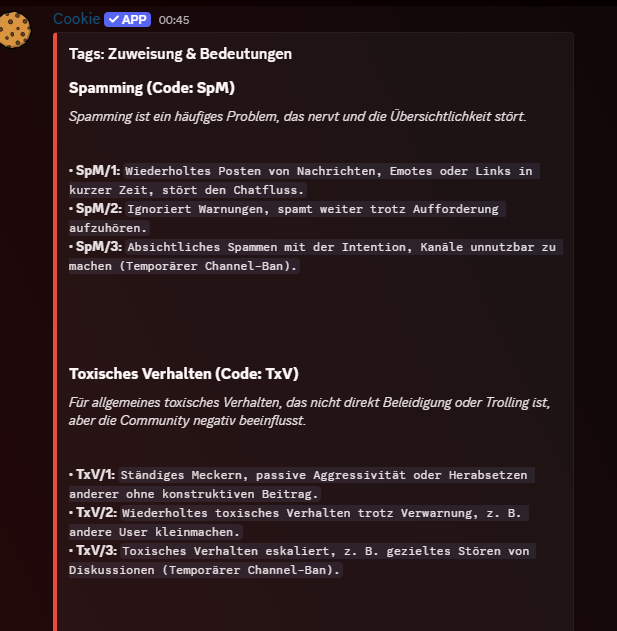 Cookie ✓ APP 00:45
Tags: Zuweisung & Bedeutungen
Spamming (Code: SpM)
Spamming ist ein häufiges Problem, das nervt und die Übersichtlichkeit stört.
• SpM/1: Wiederholtes Posten von Nachrichten, Emotes oder Links in
kurzer Zeit, stört den Chatfluss.
• SpM/2: Ignoriert Warnungen, spamt weiter trotz Aufforderung
aufzuhören.
• SpM/3: Absichtliches Spammen mit der Intention, Kanäle unnutzbar zu
machen (Temporärer Channel-Ban).
Toxisches Verhalten (Code: TxV)
Für allgemeines toxisches Verhalten, das nicht direkt Beleidigung oder Trolling ist,
aber die Community negativ beeinflusst.
• TxV/1: Ständiges Meckern, passive Aggressivität oder Herabsetzen
anderer ohne konstruktiven Beitrag.
• TxV/2: Wiederholtes toxisches Verhalten trotz Verwarnung, z. B.
andere User kleinmachen.
• TxV/3: Toxisches Verhalten eskaliert, z. B. gezieltes Stören von
Diskussionen (Temporärer Channel-Ban).